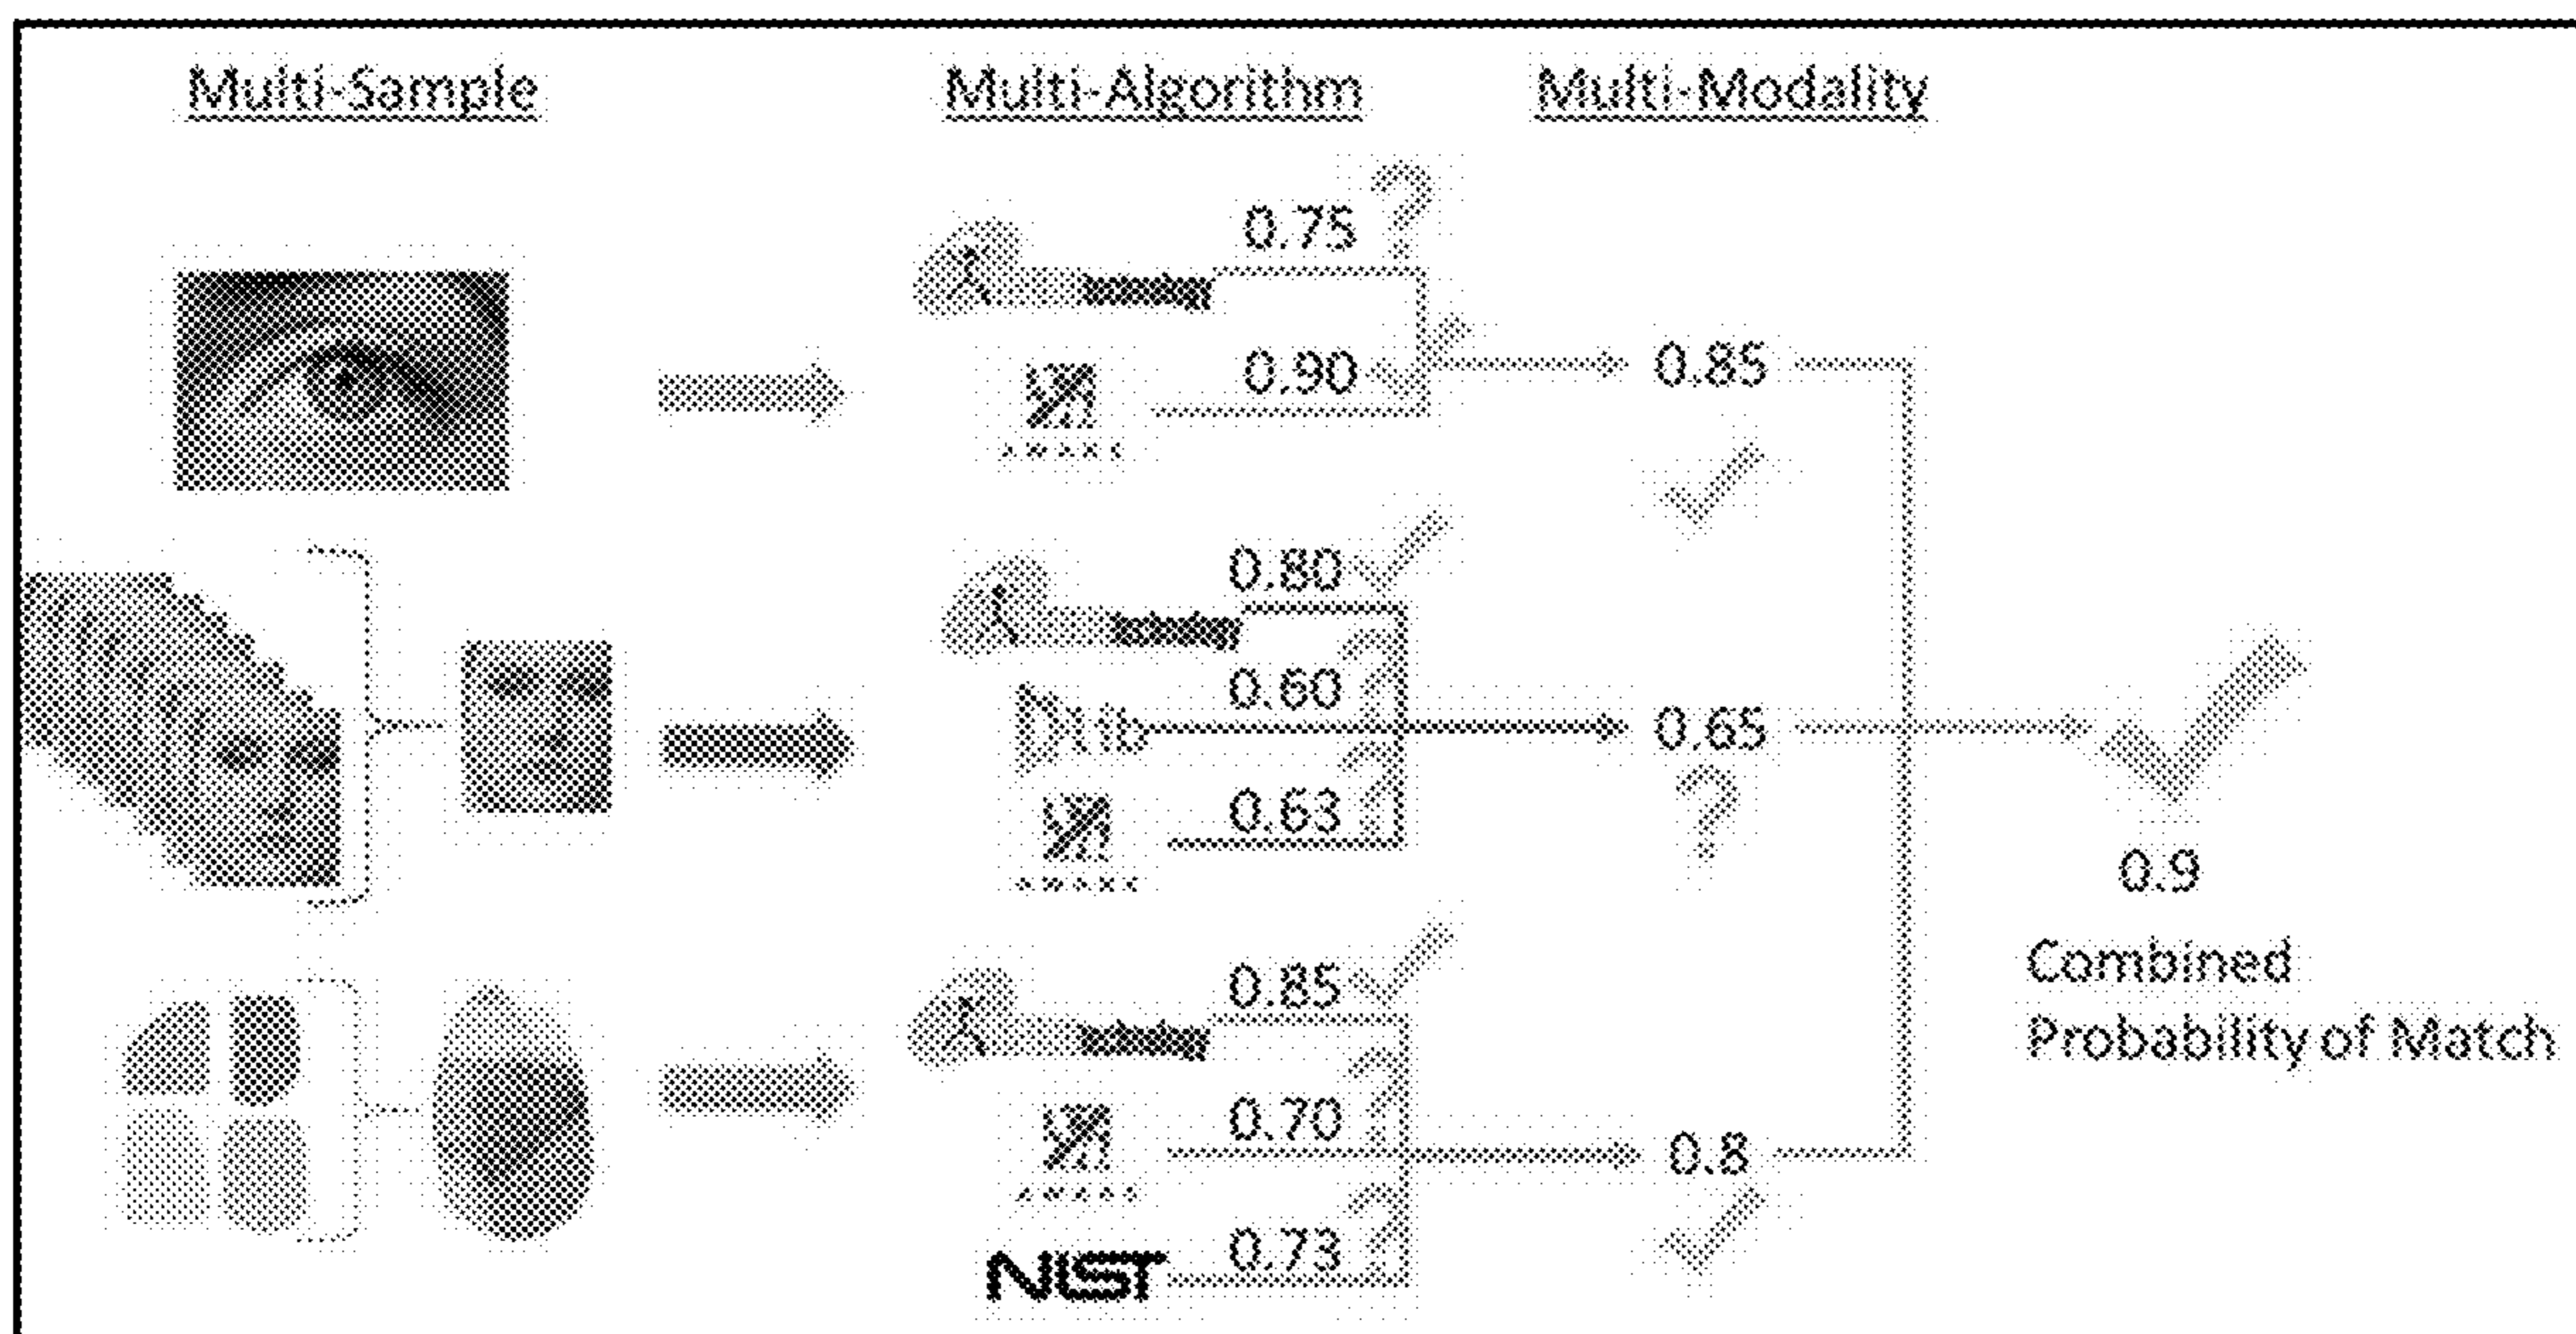 Multi-Sample
Multi-Algorithm
Multi-Modality
0.75 ?
0.90
0.85
0.80
Dlib
0.60 ?
0.63 ?
0.65
?
0.85
0.70 ?
NIST
0.73 ?
0.8
0.9
Combined
Probability of Match